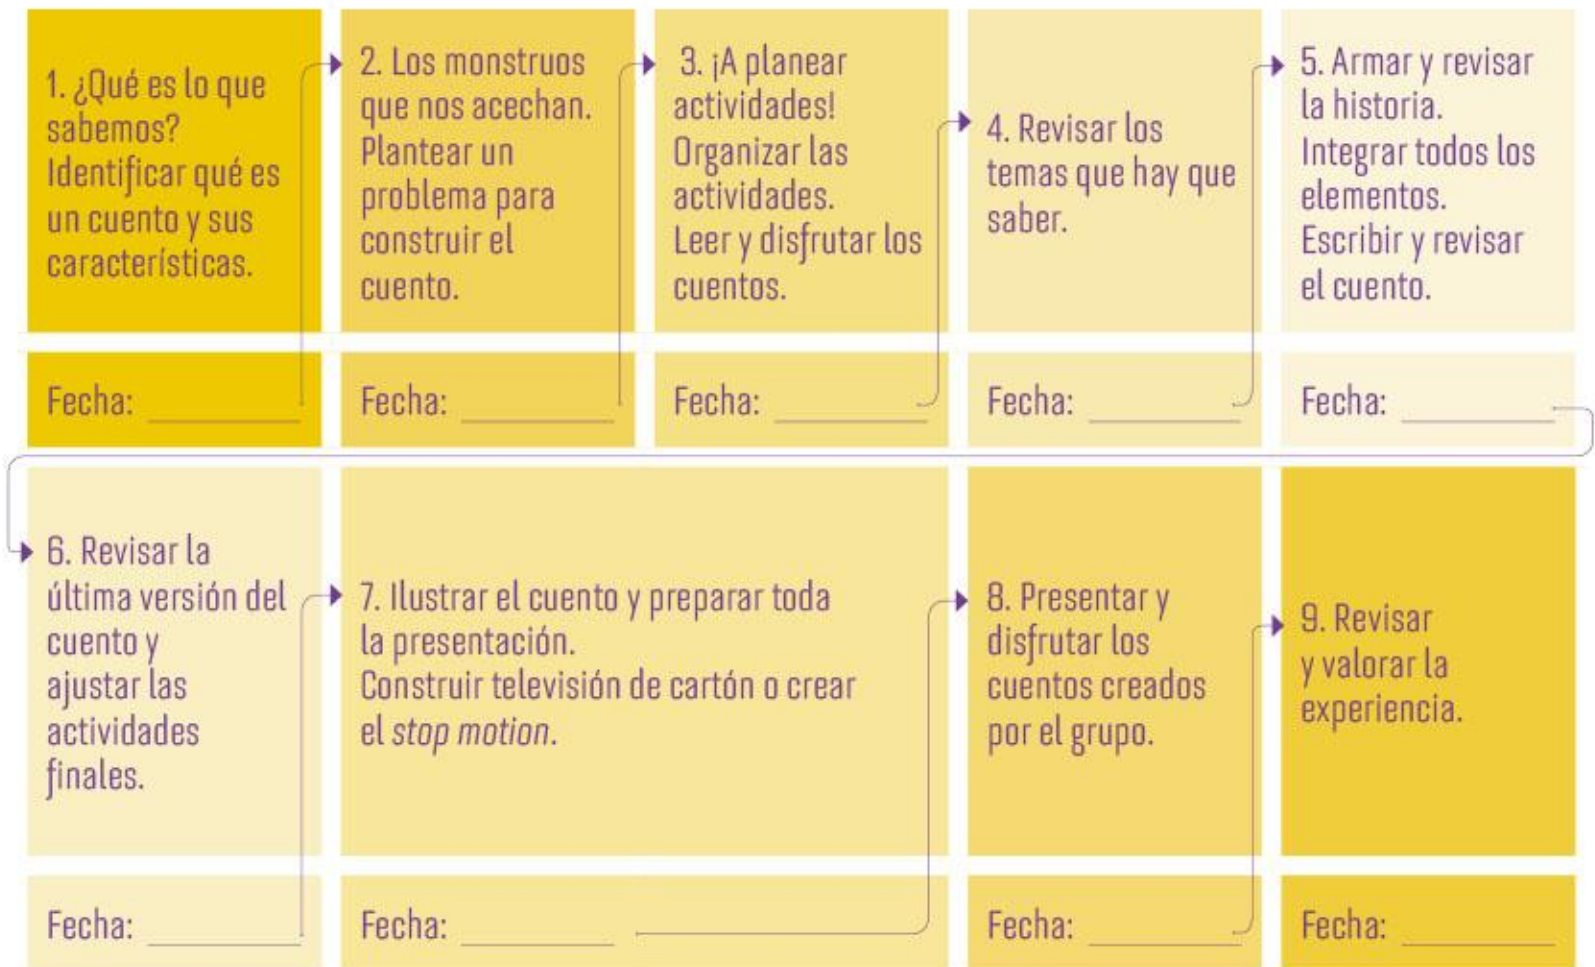 1. ¿Qué es lo que
sabemos?
Identificar qué es
un cuento y sus
características.
Fecha:
2. Los monstruos
que nos acechan.
Plantear un
problema para
construir el
cuento.
Fecha:
3. ¡A planear
actividades!
Organizar las
actividades.
Leer y disfrutar los
cuentos.
Fecha:
4. Revisar los
temas que hay que
saber.
Fecha:
5. Armar y revisar
la historia.
Integrar todos los
elementos.
Escribir y revisar
el cuento.
Fecha:
6. Revisar la
última versión del
cuento y
ajustar las
actividades
finales.
Fecha:
7. Ilustrar el cuento y preparar toda
la presentación.
Construir televisión de cartón o crear
el stop motion.
Fecha:
8. Presentar y
disfrutar los
cuentos creados
por el grupo.
Fecha:
9. Revisar
y valorar la
experiencia.
Fecha: